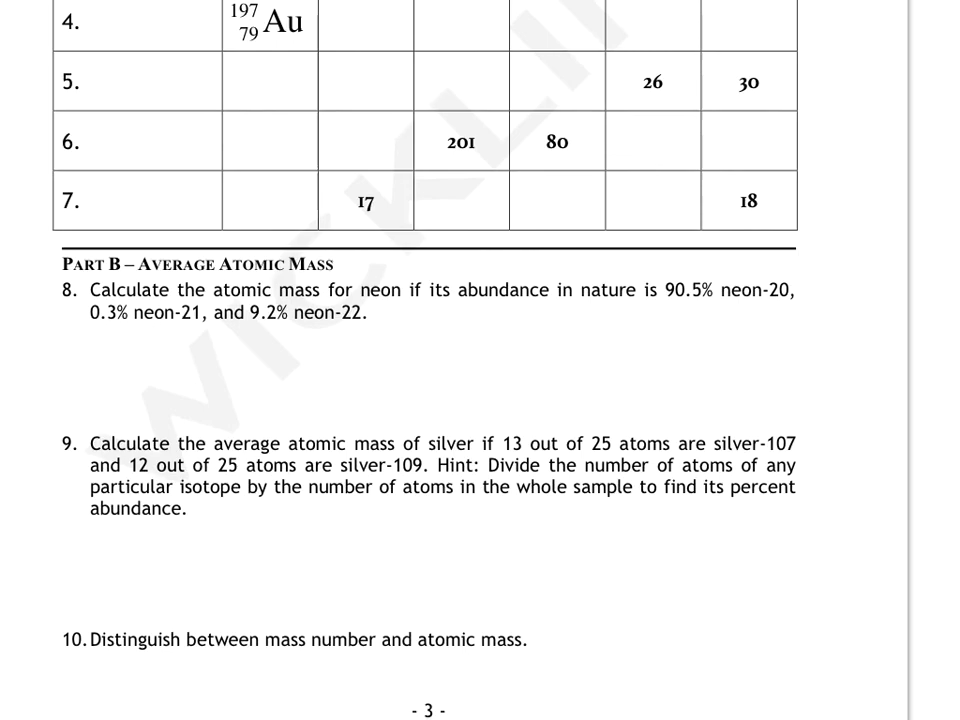 4. 197 79 Au
5. 26 30
6. 201 80
7. 17 18
PART B – AVERAGE ATOMIC MASS
8. Calculate the atomic mass for neon if its abundance in nature is 90.5% neon-20,
0.3% neon-21, and 9.2% neon-22.
9. Calculate the average atomic mass of silver if 13 out of 25 atoms are silver-107
and 12 out of 25 atoms are silver-109. Hint: Divide the number of atoms of any
particular isotope by the number of atoms in the whole sample to find its percent
abundance.
10. Distinguish between mass number and atomic mass.
- 3 -